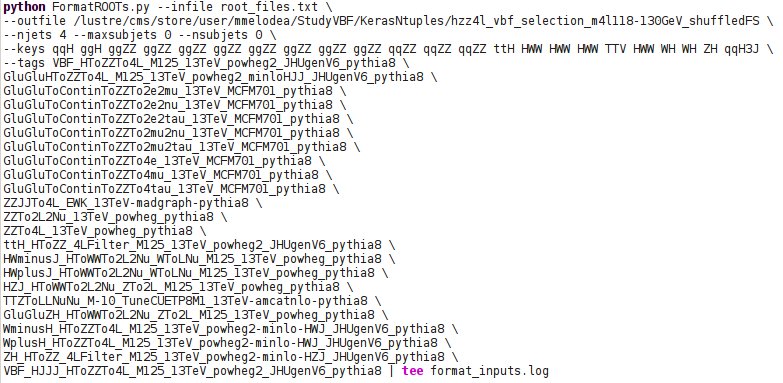 python FormatROOTs.py --infile root_files.txt \
--outfile /lustre/cms/store/user/mmelodea/StudyVBF/KerasNtuples/hzz4l_vbf_selection_m4l118-130GeV_shuffledFS \
--njets 4 --maxsubjets 0 --nsubjets 0 \
--keys qqH ggH ggZZ ggZZ ggZZ ggZZ ggZZ ggZZ ggZZ ggZZ qqZZ qqZZ qqZZ ttH HWW HWW HWW TTV HWW WH WH ZH qqH3J \
--tags VBF_HToZZTo4L_M125_13TeV_powheg2_JHUgenV6_pythia8 \
GluGluHToZZTo4L_M125_13TeV_powheg2_minloHJJ_JHUgenV6_pythia8 \
GluGluToContinToZZTo2e2mu_13TeV_MCFM701_pythia8 \
GluGluToContinToZZTo2e2nu_13TeV_MCFM701_pythia8 \
GluGluToContinToZZTo2e2tau_13TeV_MCFM701_pythia8 \
GluGluToContinToZZTo2mu2nu_13TeV_MCFM701_pythia8 \
GluGluToContinToZZTo2mu2tau_13TeV_MCFM701_pythia8 \
GluGluToContinToZZTo4e_13TeV_MCFM701_pythia8 \
GluGluToContinToZZTo4mu_13TeV_MCFM701_pythia8 \
GluGluToContinToZZTo4tau_13TeV_MCFM701_pythia8 \
ZZJJTo4L_EWK_13TeV-madgraph-pythia8 \
ZZTo2L2Nu_13TeV_powheg_pythia8 \
ZZTo4L_13TeV_powheg_pythia8 \
ttH_HToZZ_4LFilter_M125_13TeV_powheg2_JHUgenV6_pythia8 \
HWminusJ_HToWWTo2L2Nu_WToLNu_M125_13TeV_powheg_pythia8 \
HWplusJ_HToWWTo2L2Nu_WToLNu_M125_13TeV_powheg_pythia8 \
HZJ_HToWWTo2L2Nu_ZTo2L_M125_13TeV_powheg_pythia8 \
TTZToLLNuNu_M-10_TuneCUETP8M1_13TeV-amcatnlo-pythia8 \
GluGluZH_HToWWTo2L2Nu_ZTo2L_M125_13TeV_powheg_pythia8 \
WminusH_HToZZTo4L_M125_13TeV_powheg2-minlo-HWJ_JHUgenV6_pythia8 \
WplusH_HToZZTo4L_M125_13TeV_powheg2-minlo-HWJ_JHUgenV6_pythia8 \
ZH_HToZZ_4LFilter_M125_13TeV_powheg2-minlo-HZJ_JHUgenV6_pythia8 \
VBF_HJJJ_HToZZTo4L_M125_13TeV_powheg2_JHUgenV6_pythia8 | tee format_inputs.log